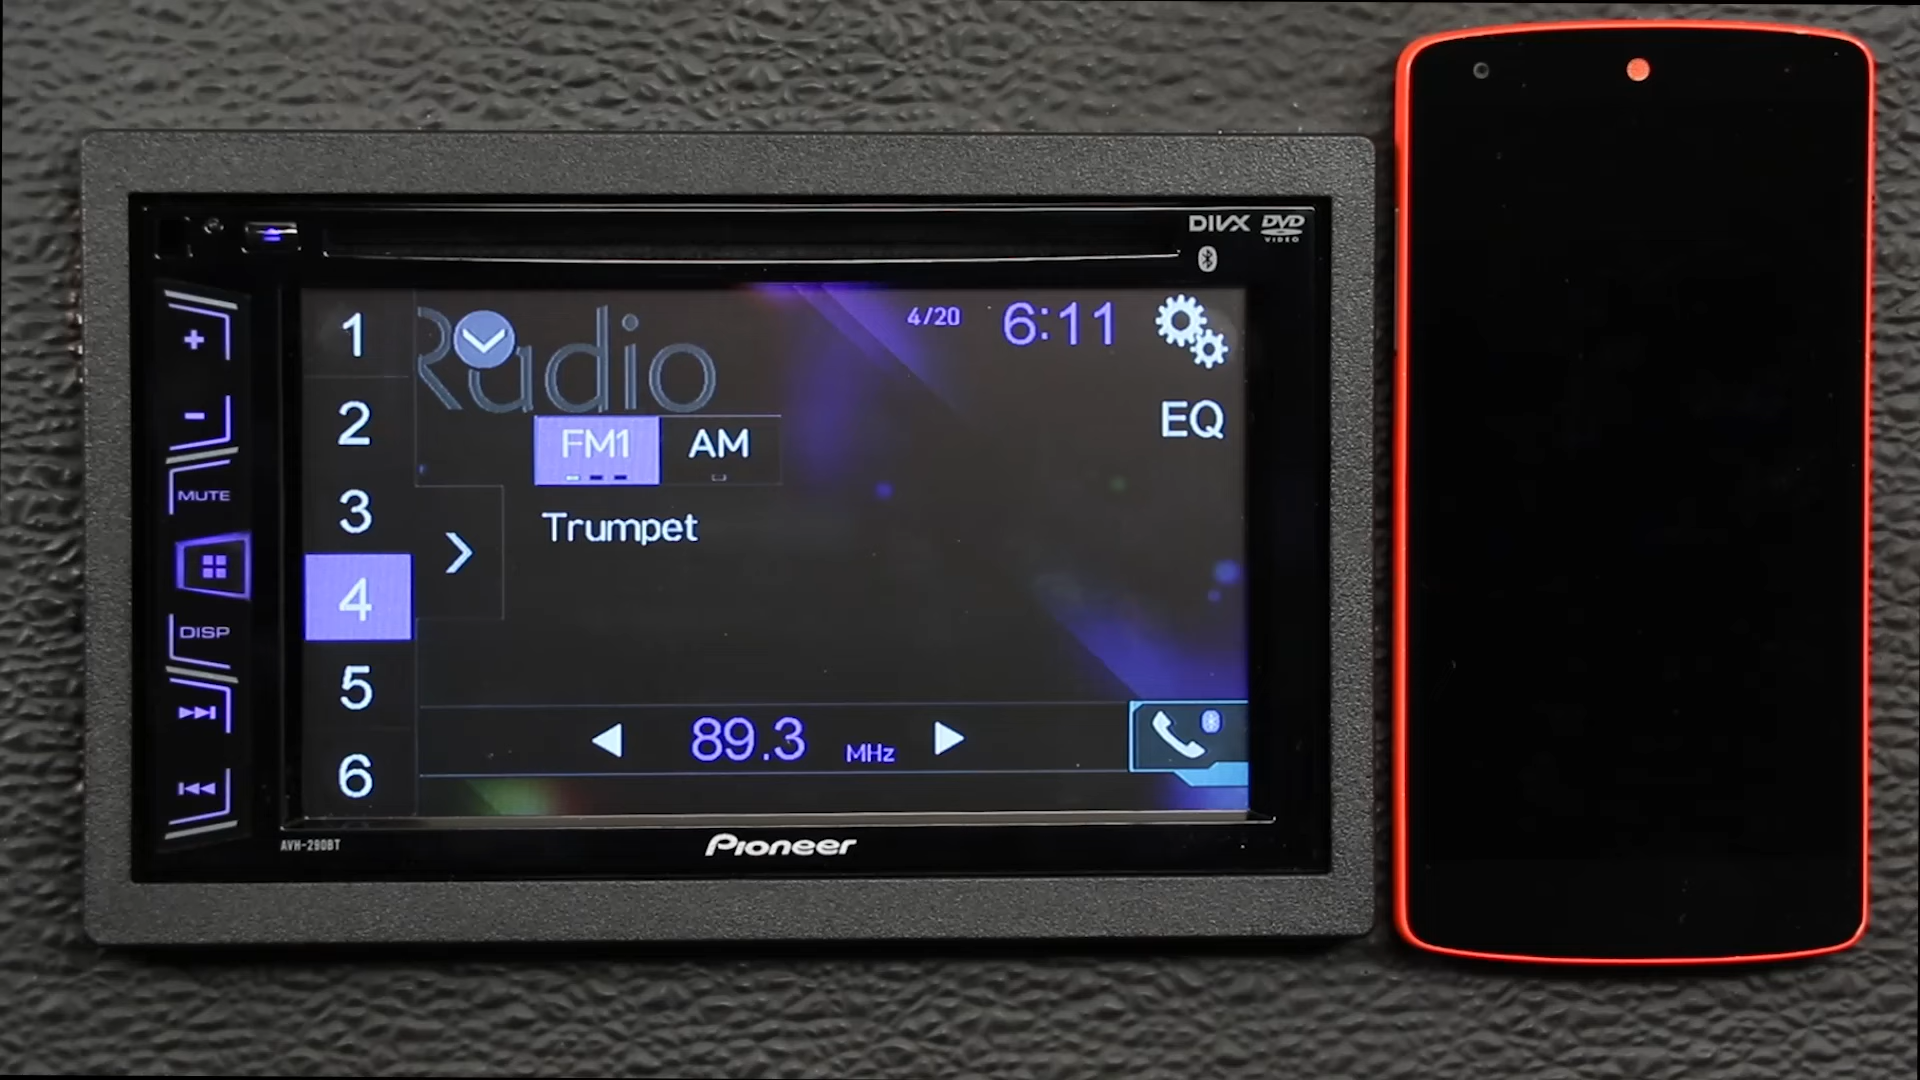 DIVX DVD
VIDEO
+
-
MUTE
DISP
1
2
3
4
5
6
Radio
4/20 6:11
EQ
FM1 AM
Trumpet
89.3 MHz
AVH-290BT
Pioneer